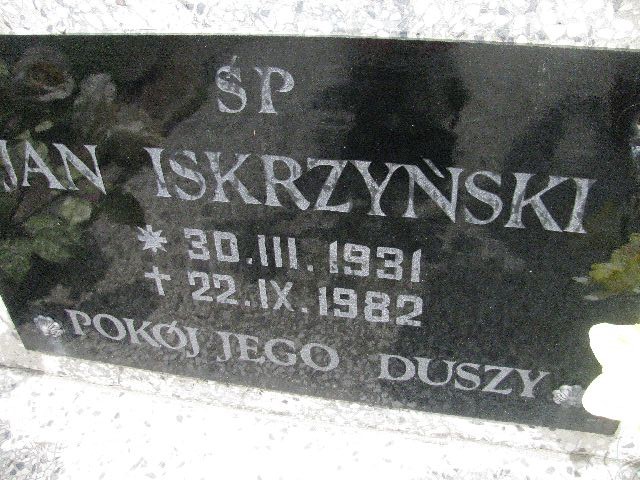 ŚP
JAN ISKRZYŃSKI
* 30.III.1931
+ 22.IX.1982
POKÓJ JEGO DUSZY